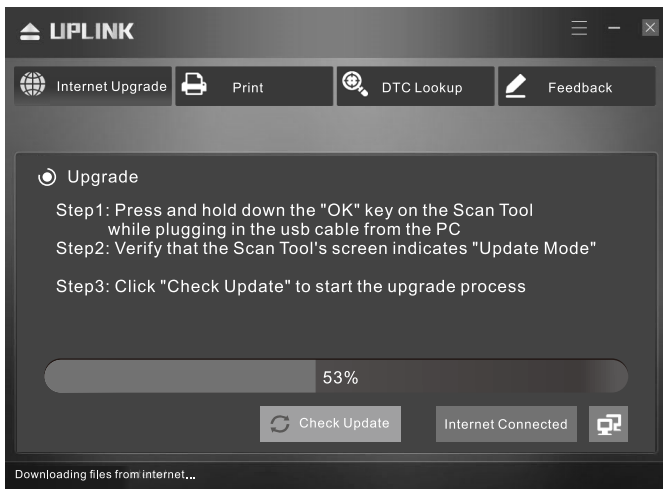 UPLINK
Internet Upgrade
Print
DTC Lookup
Feedback
Upgrade
Step1: Press and hold down the "OK" key on the Scan Tool
while plugging in the usb cable from the PC
Step2: Verify that the Scan Tool's screen indicates "Update Mode"
Step3: Click "Check Update" to start the upgrade process
53%
Check Update
Internet Connected
Downloading files from internet...